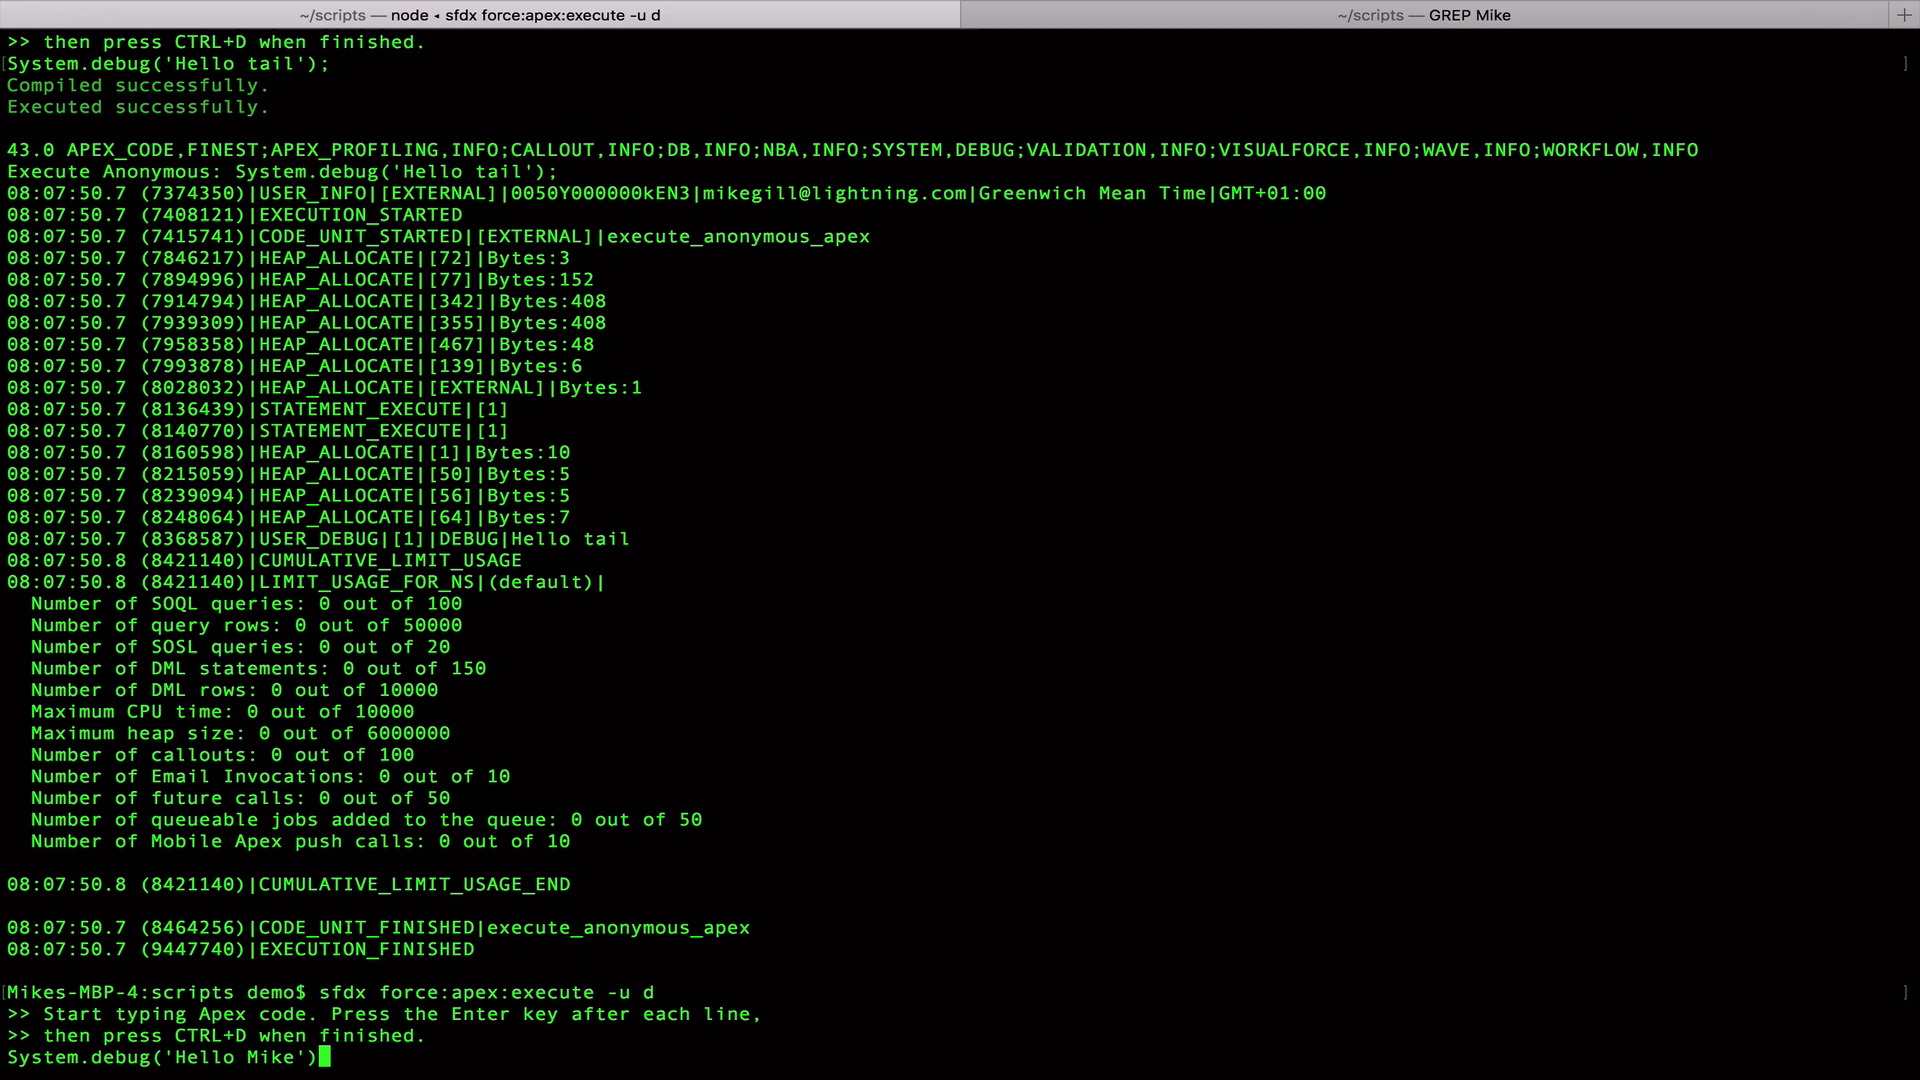 ~/scripts — node ◂ sfdx force:apex:execute -u d
~/scripts — GREP Mike
>> then press CTRL+D when finished.
[System.debug('Hello tail'); ]
Compiled successfully.
Executed successfully.
43.0 APEX_CODE,FINEST;APEX_PROFILING,INFO;CALLOUT,INFO;DB,INFO;NBA,INFO;SYSTEM,DEBUG;VALIDATION,INFO;VISUALFORCE,INFO;WAVE,INFO;WORKFLOW,INFO
Execute Anonymous: System.debug('Hello tail');
08:07:50.7 (7374350)|USER_INFO|[EXTERNAL]|0050Y000000kEN3|mikegill@lightning.com|Greenwich Mean Time|GMT+01:00
08:07:50.7 (7408121)|EXECUTION_STARTED
08:07:50.7 (7415741)|CODE_UNIT_STARTED|[EXTERNAL]|execute_anonymous_apex
08:07:50.7 (7846217)|HEAP_ALLOCATE|[72]|Bytes:3
08:07:50.7 (7894996)|HEAP_ALLOCATE|[77]|Bytes:152
08:07:50.7 (7914794)|HEAP_ALLOCATE|[342]|Bytes:408
08:07:50.7 (7939309)|HEAP_ALLOCATE|[355]|Bytes:408
08:07:50.7 (7958358)|HEAP_ALLOCATE|[467]|Bytes:48
08:07:50.7 (7993878)|HEAP_ALLOCATE|[139]|Bytes:6
08:07:50.7 (8028032)|HEAP_ALLOCATE|[EXTERNAL]|Bytes:1
08:07:50.7 (8136439)|STATEMENT_EXECUTE|[1]
08:07:50.7 (8140770)|STATEMENT_EXECUTE|[1]
08:07:50.7 (8160598)|HEAP_ALLOCATE|[1]|Bytes:10
08:07:50.7 (8215059)|HEAP_ALLOCATE|[50]|Bytes:5
08:07:50.7 (8239094)|HEAP_ALLOCATE|[56]|Bytes:5
08:07:50.7 (8248064)|HEAP_ALLOCATE|[64]|Bytes:7
08:07:50.7 (8368587)|USER_DEBUG|[1]|DEBUG|Hello tail
08:07:50.8 (8421140)|CUMULATIVE_LIMIT_USAGE
08:07:50.8 (8421140)|LIMIT_USAGE_FOR_NS|(default)|
Number of SOQL queries: 0 out of 100
Number of query rows: 0 out of 50000
Number of SOSL queries: 0 out of 20
Number of DML statements: 0 out of 150
Number of DML rows: 0 out of 10000
Maximum CPU time: 0 out of 10000
Maximum heap size: 0 out of 6000000
Number of callouts: 0 out of 100
Number of Email Invocations: 0 out of 10
Number of future calls: 0 out of 50
Number of queueable jobs added to the queue: 0 out of 50
Number of Mobile Apex push calls: 0 out of 10
08:07:50.8 (8421140)|CUMULATIVE_LIMIT_USAGE_END
08:07:50.7 (8464256)|CODE_UNIT_FINISHED|execute_anonymous_apex
08:07:50.7 (9447740)|EXECUTION_FINISHED
[Mikes-MBP-4:scripts demo$ sfdx force:apex:execute -u d ]
>> Start typing Apex code. Press the Enter key after each line,
>> then press CTRL+D when finished.
System.debug('Hello Mike')